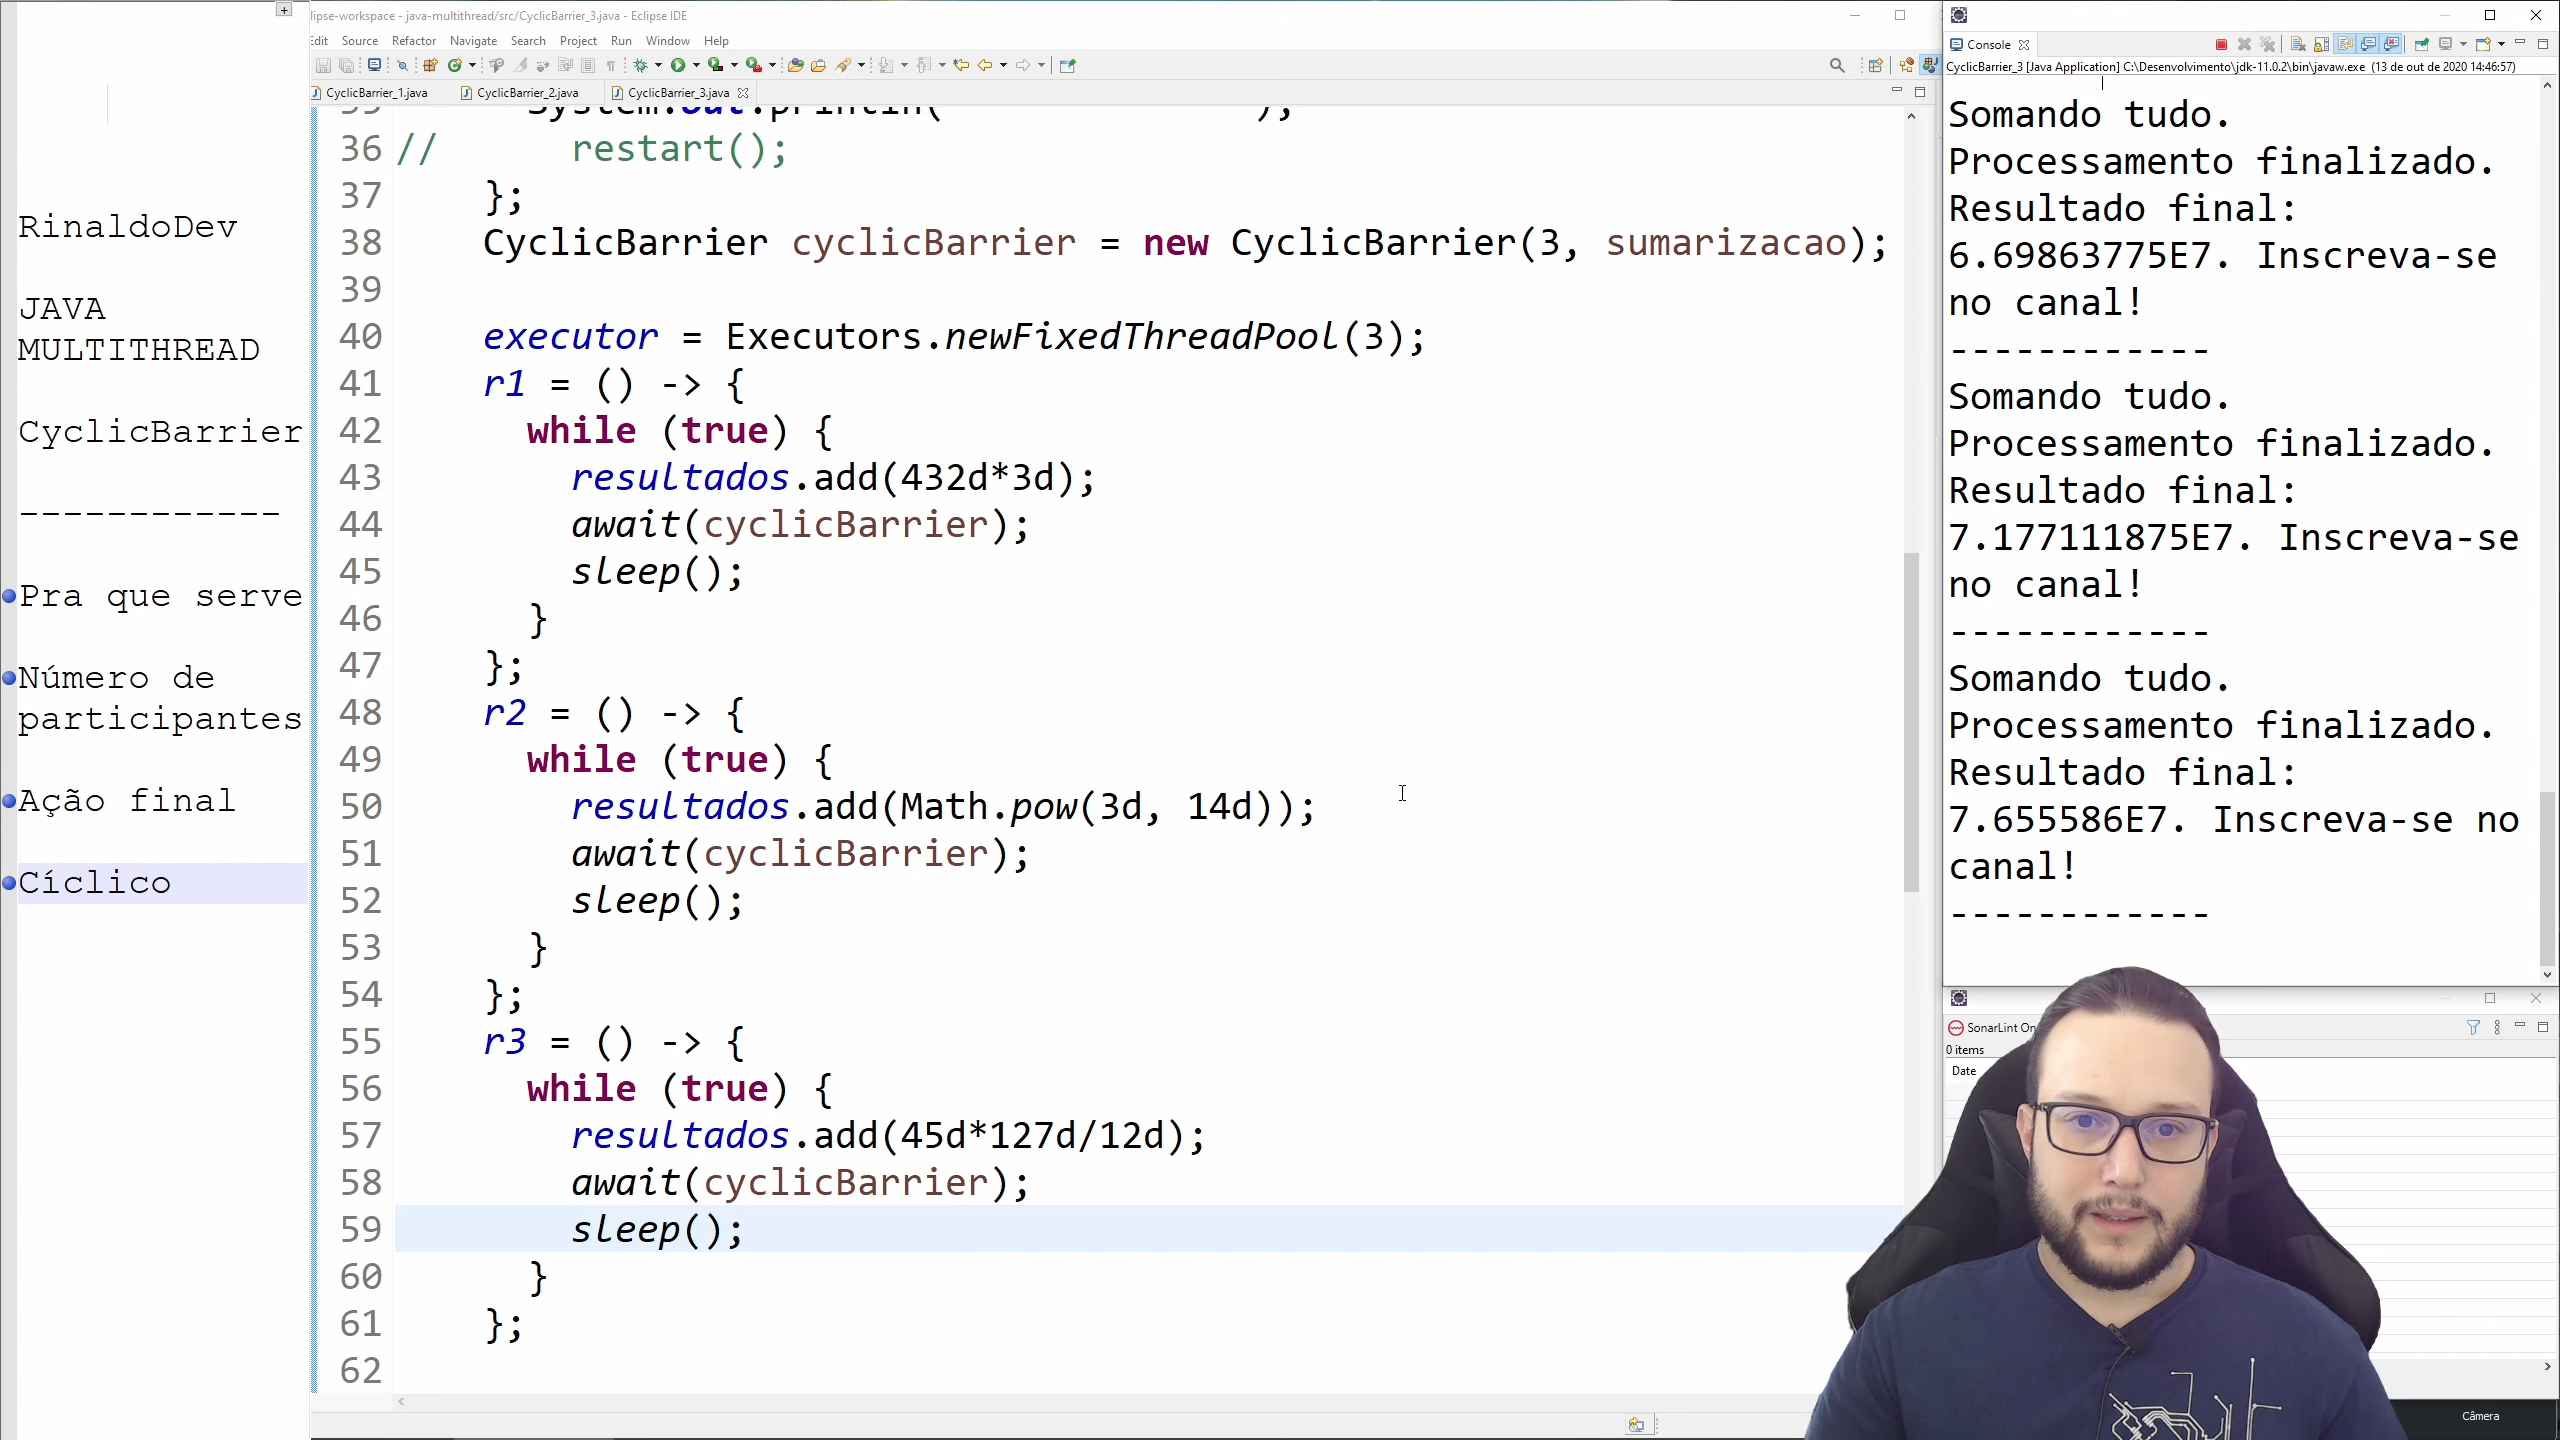 lipse-workspace - java-multithread/src/CyclicBarrier_3.java - Eclipse IDE
Edit Source Refactor Navigate Search Project Run Window Help
CyclicBarrier_1.java CyclicBarrier_2.java CyclicBarrier_3.java
RinaldoDev
JAVA
MULTITHREAD
CyclicBarrier
------------
Pra que serve
Número de
participantes
Ação final
Cíclico
35 System.out.println( );
36 // restart();
37 };
38 CyclicBarrier cyclicBarrier = new CyclicBarrier(3, sumarizacao);
39
40 executor = Executors.newFixedThreadPool(3);
41 r1 = () -> {
42 while (true) {
43 resultados.add(432d*3d);
44 await(cyclicBarrier);
45 sleep();
46 }
47 };
48 r2 = () -> {
49 while (true) {
50 resultados.add(Math.pow(3d, 14d));
51 await(cyclicBarrier);
52 sleep();
53 }
54 };
55 r3 = () -> {
56 while (true) {
57 resultados.add(45d*127d/12d);
58 await(cyclicBarrier);
59 sleep();
60 }
61 };
62
Console
CyclicBarrier_3 [Java Application] C:\Desenvolvimento\jdk-11.0.2\bin\javaw.exe (13 de out de 2020 14:46:57)
Somando tudo.
Processamento finalizado.
Resultado final:
6.69863775E7. Inscreva-se
no canal!
------------
Somando tudo.
Processamento finalizado.
Resultado final:
7.177111875E7. Inscreva-se
no canal!
------------
Somando tudo.
Processamento finalizado.
Resultado final:
7.655586E7. Inscreva-se no
canal!
------------
SonarLint On
0 items
Date
Câmera